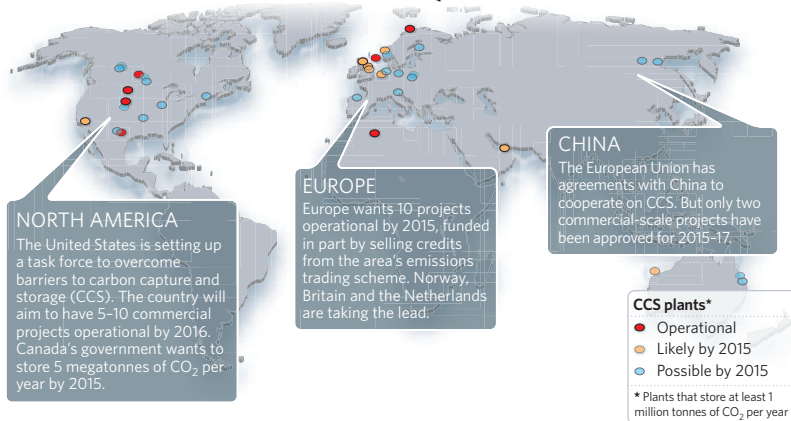 NORTH AMERICA
The United States is setting up
a task force to overcome
barriers to carbon capture and
storage (CCS). The country will
aim to have 5–10 commercial
projects operational by 2016.
Canada's government wants to
store 5 megatonnes of CO₂ per
year by 2015.
EUROPE
Europe wants 10 projects
operational by 2015, funded
in part by selling credits
from the area's emissions
trading scheme. Norway,
Britain and the Netherlands
are taking the lead.
CHINA
The European Union has
agreements with China to
cooperate on CCS. But only two
commercial-scale projects have
been approved for 2015–17.
CCS plants*
Operational
Likely by 2015
Possible by 2015
* Plants that store at least 1
million tonnes of CO₂ per year